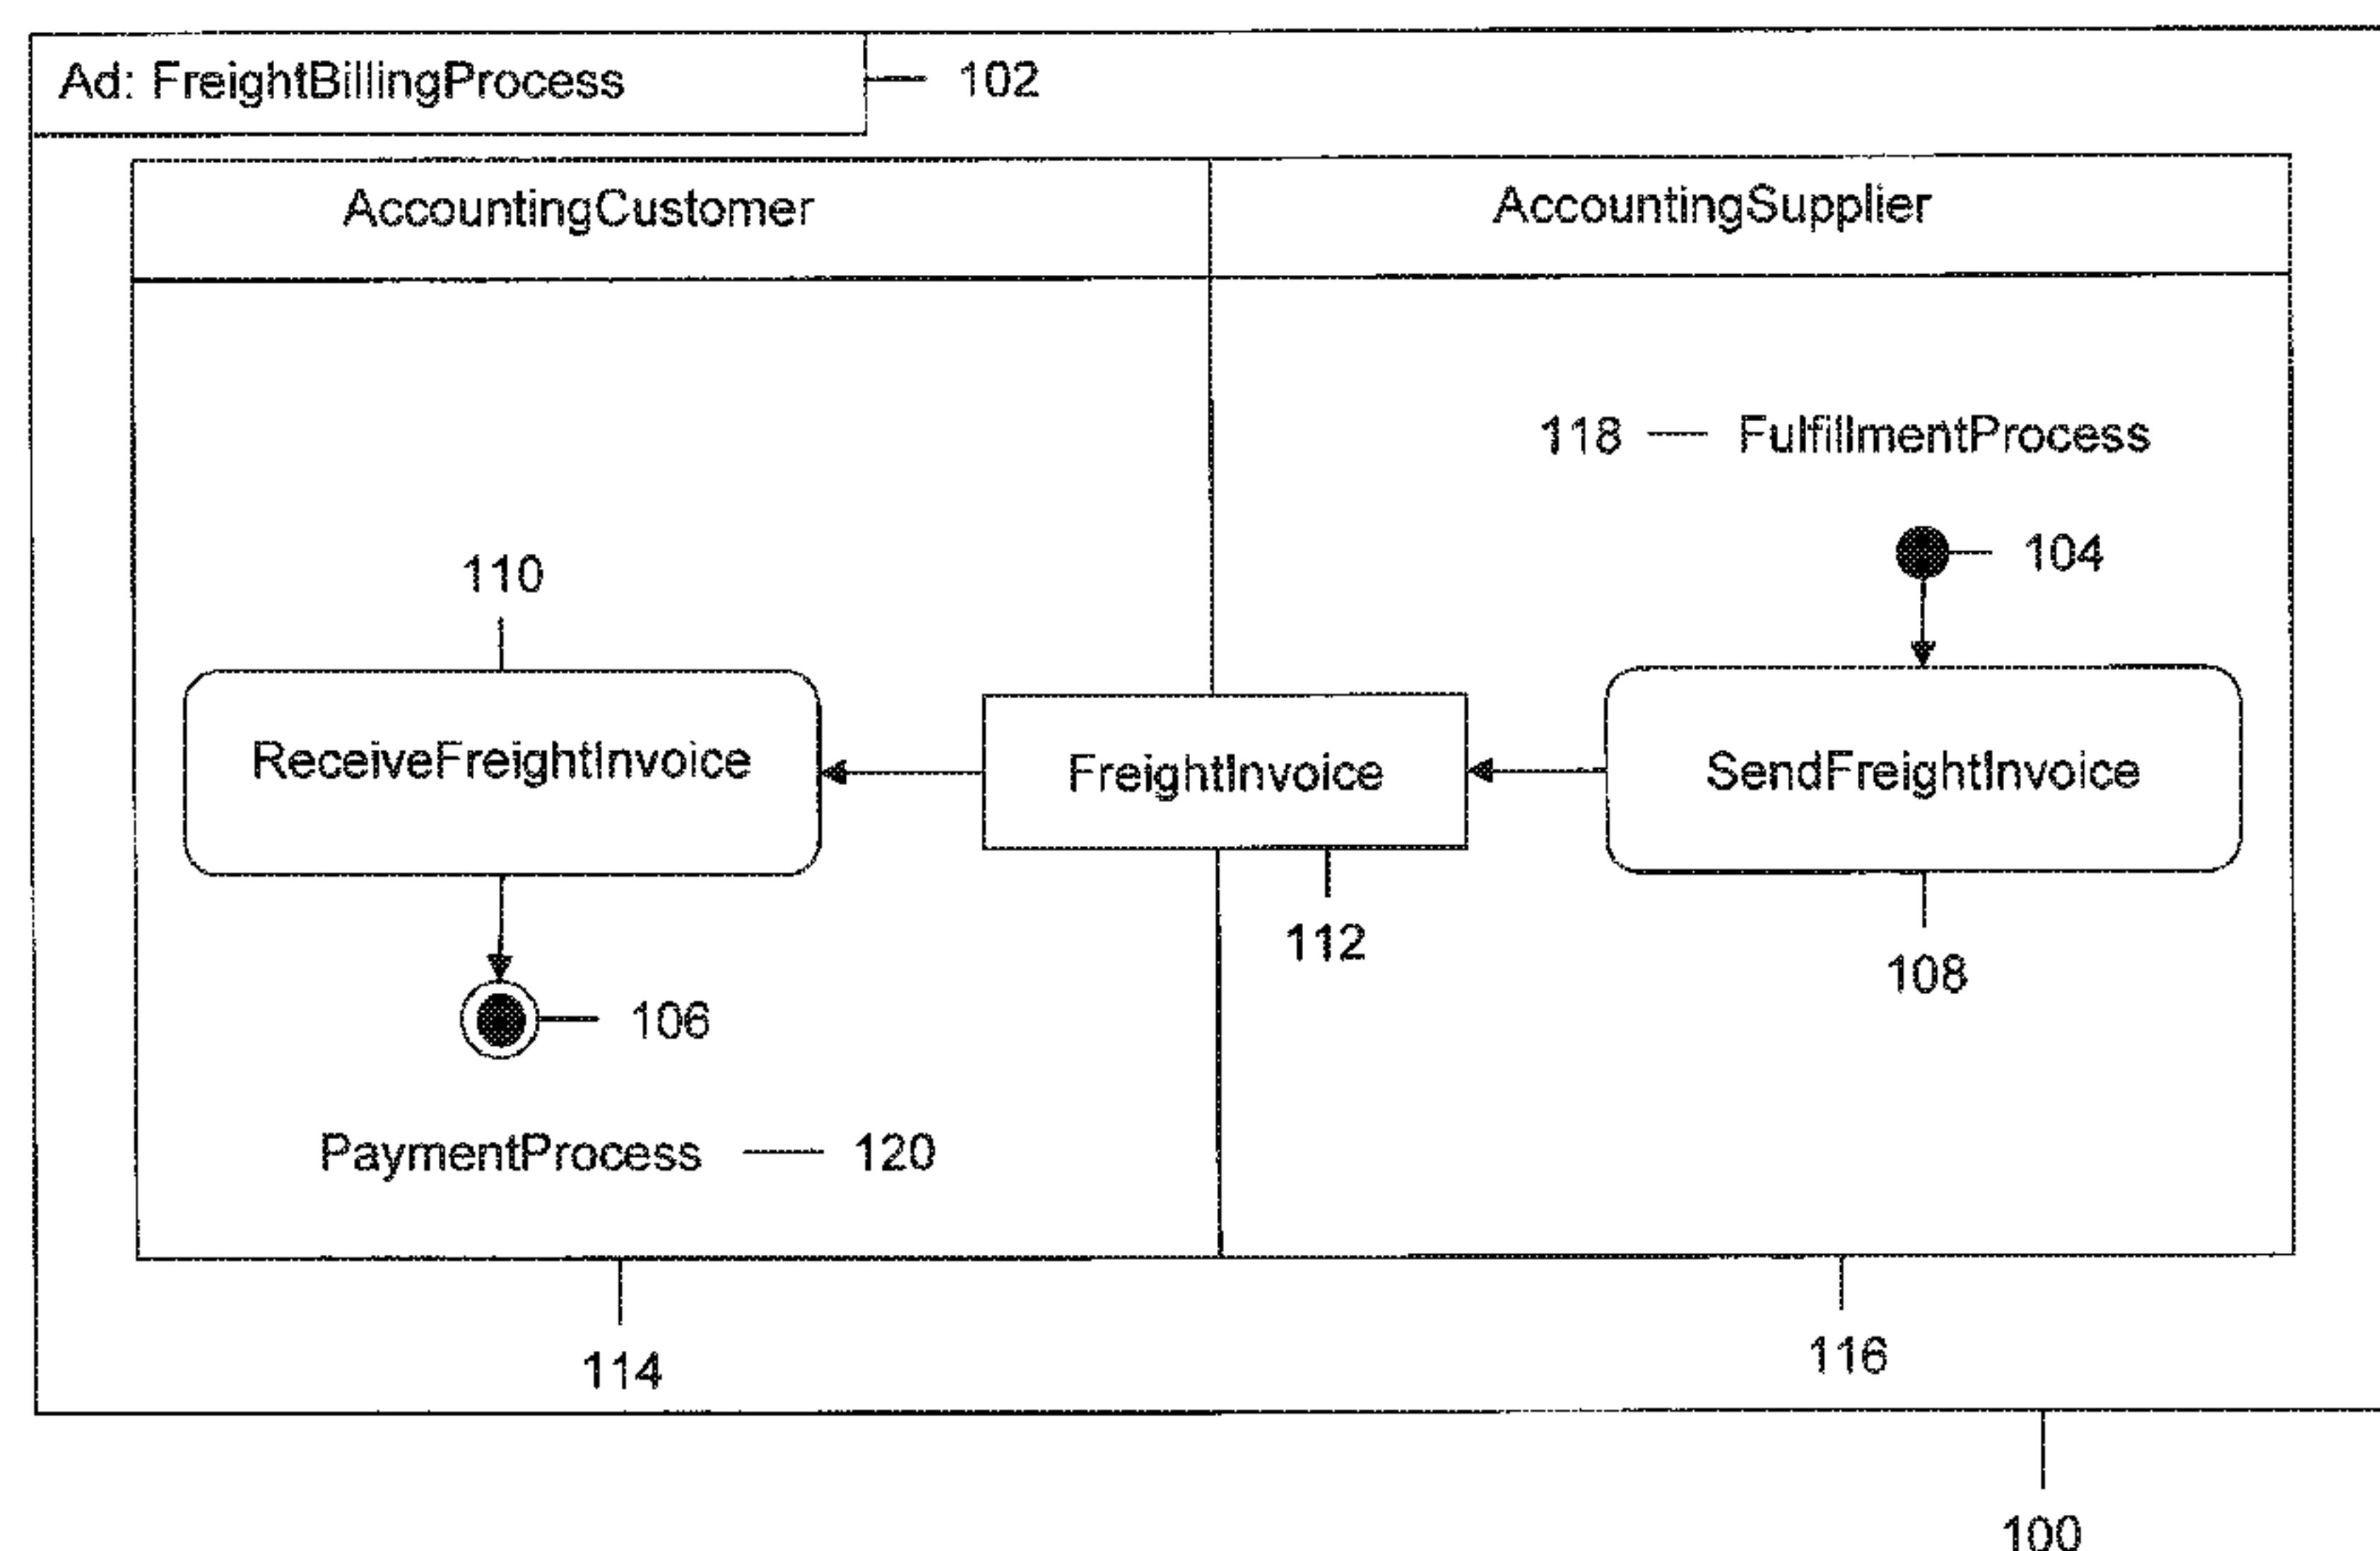 Ad: FreightBillingProcess 102
AccountingCustomer AccountingSupplier
118 FulfillmentProcess
110 104
ReceiveFreightInvoice FreightInvoice SendFreightInvoice
112
108
106
PaymentProcess 120
114 116
100